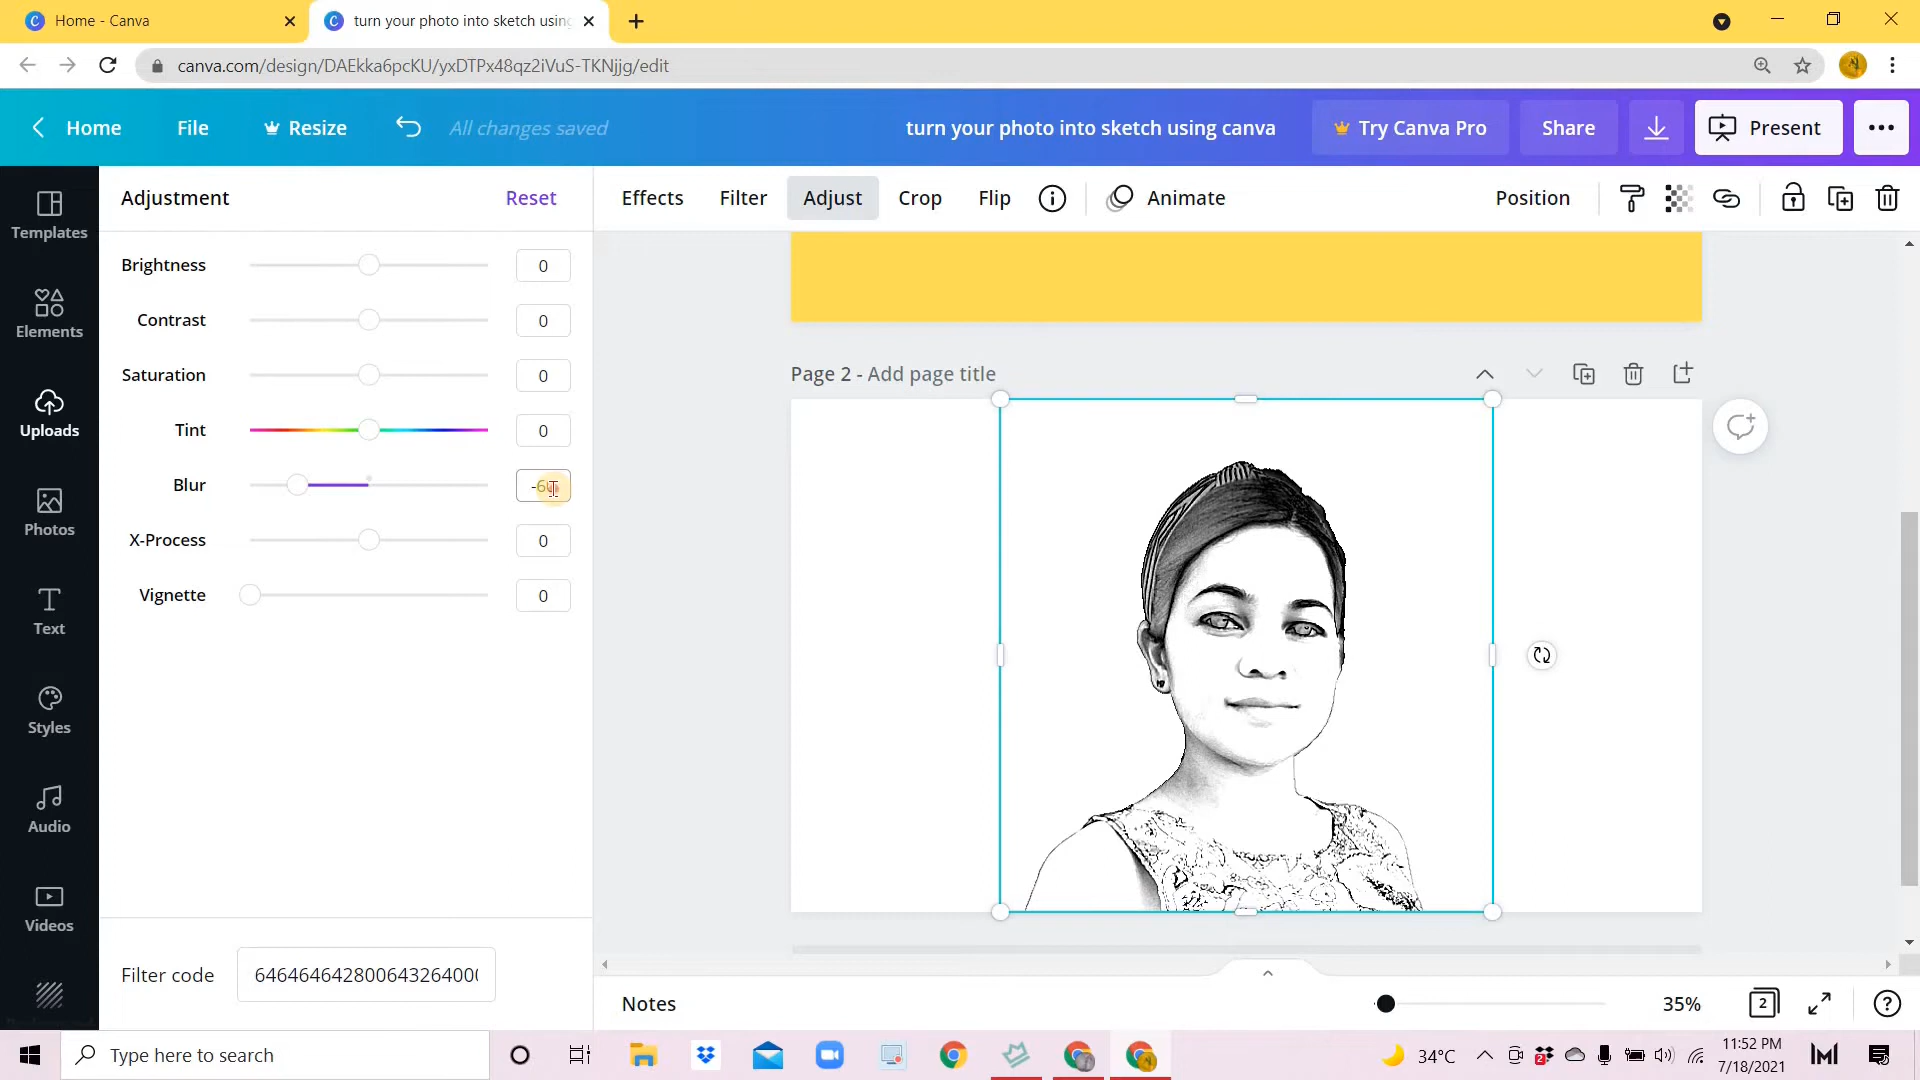 Home - Canva
turn your photo into sketch using
canva.com/design/DAEkka6pcKU/yxDTPx48qz2iVuS-TKNjjg/edit
Home
File
Resize
All changes saved
turn your photo into sketch using canva
Try Canva Pro
Share
Present
Templates
Elements
Uploads
Photos
Text
Styles
Audio
Videos
Adjustment
Reset
Brightness 0
Contrast 0
Saturation 0
Tint 0
Blur
X-Process 0
Vignette 0
Filter code
Effects
Filter
Adjust
Crop
Flip
Animate
Position
Page 2 - Add page title
Notes
35%
2
Type here to search
34°C
11:52 PM
7/18/2021